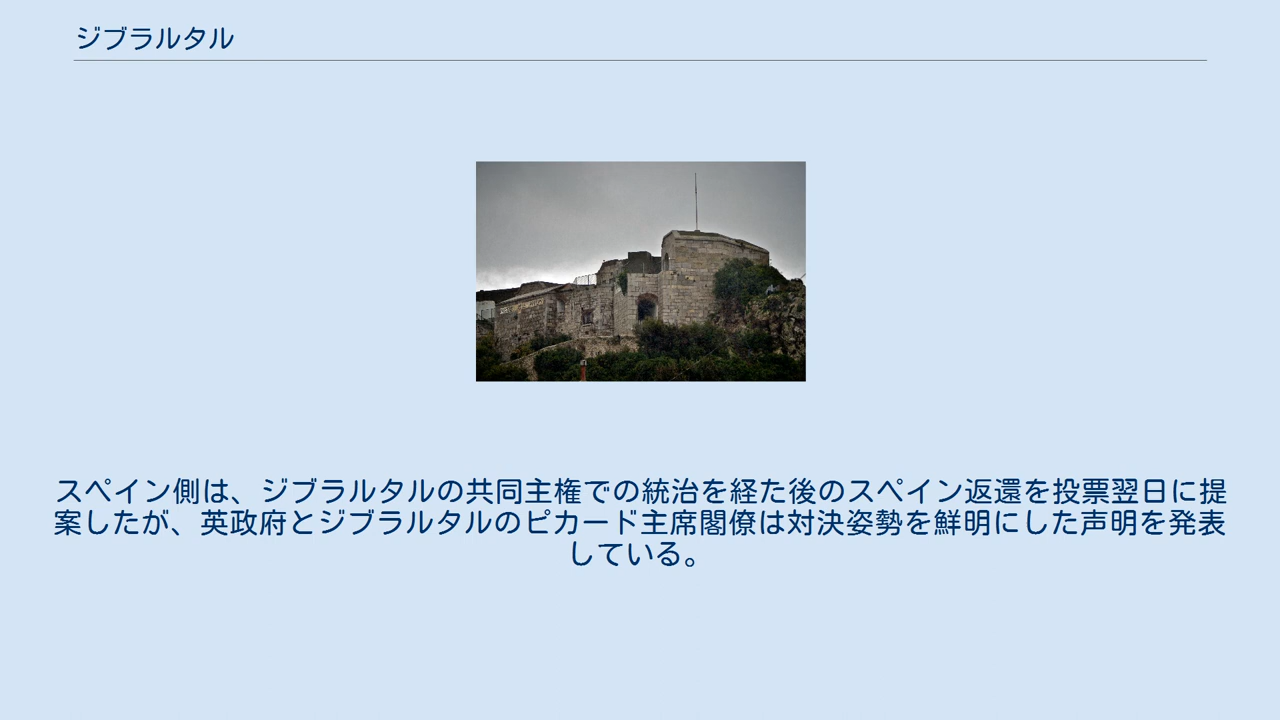 ジブラルタル
スペイン側は、ジブラルタルの共同主権での統治を経た後のスペイン返還を投票翌日に提
案したが、英政府とジブラルタルのピカード主席閣僚は対決姿勢を鮮明にした声明を発表
している。